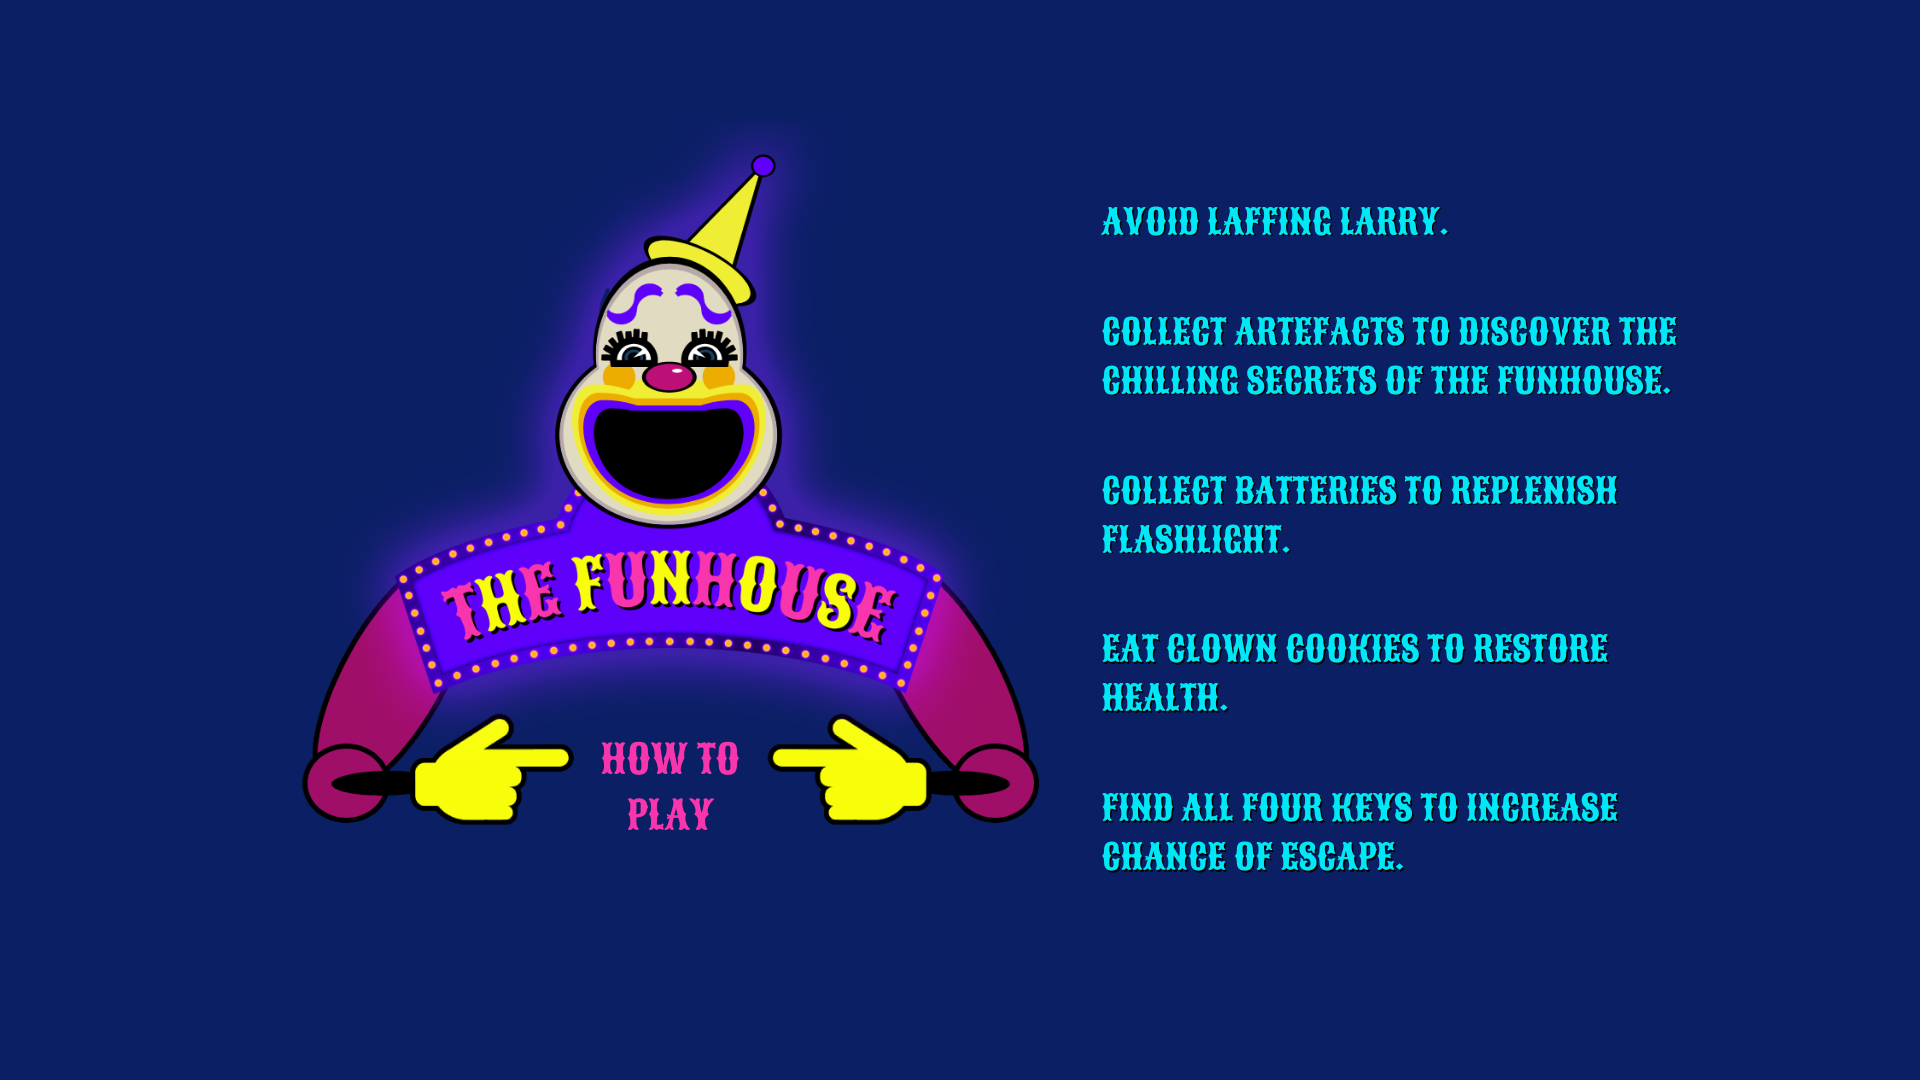 THE FUNHOUSE
HOW TO
PLAY
AVOID LAFFING LARRY.
COLLECT ARTEFACTS TO DISCOVER THE
CHILLING SECRETS OF THE FUNHOUSE.
COLLECT BATTERIES TO REPLENISH
FLASHLIGHT.
EAT CLOWN COOKIES TO RESTORE
HEALTH.
FIND ALL FOUR KEYS TO INCREASE
CHANCE OF ESCAPE.